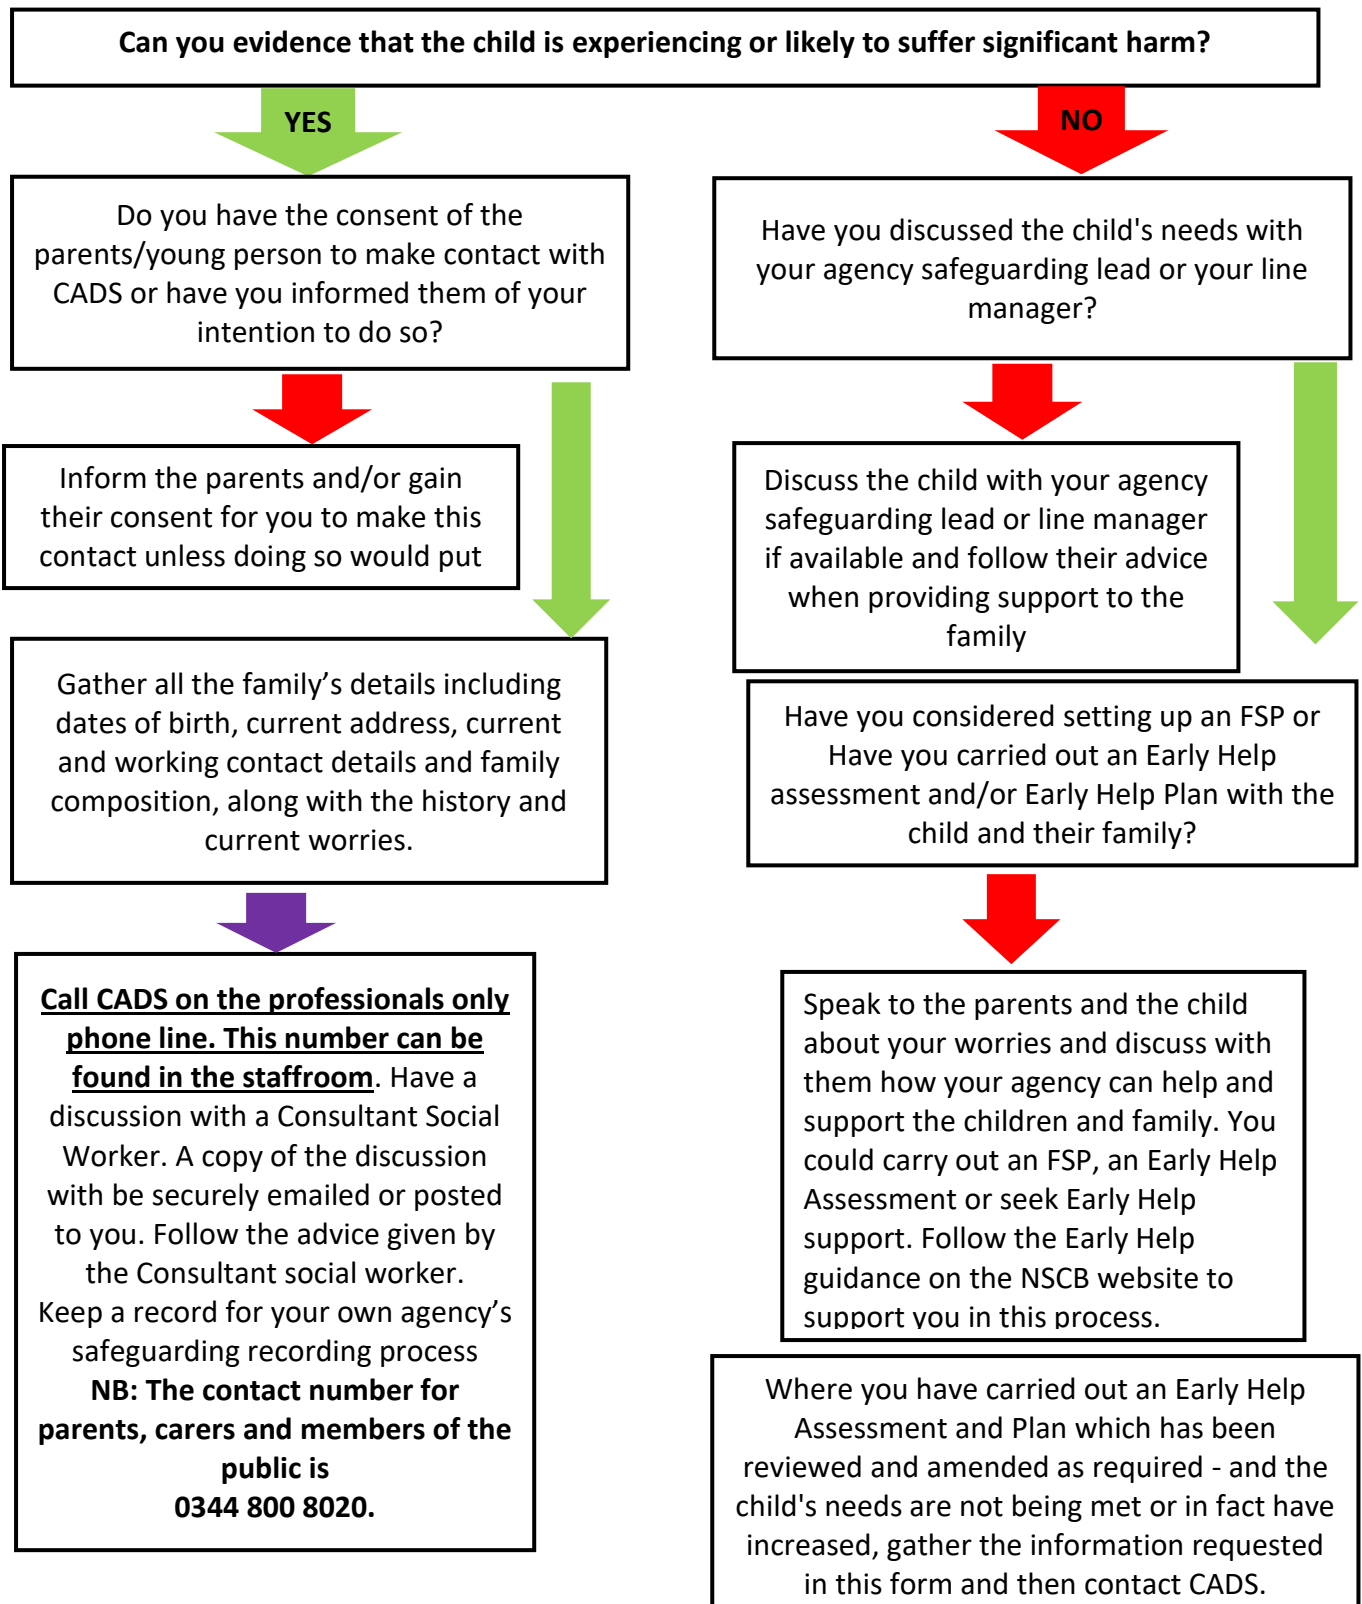 Can you evidence that the child is experiencing or likely to suffer significant harm?
YES
NO
Do you have the consent of the
parents/young person to make contact with
CADS or have you informed them of your
intention to do so?
Have you discussed the child's needs with
your agency safeguarding lead or your line
manager?
Inform the parents and/or gain
their consent for you to make this
contact unless doing so would put
Discuss the child with your agency
safeguarding lead or line manager
if available and follow their advice
when providing support to the
family
Gather all the family’s details including
dates of birth, current address, current
and working contact details and family
composition, along with the history and
current worries.
Have you considered setting up an FSP or
Have you carried out an Early Help
assessment and/or Early Help Plan with the
child and their family?
Call CADS on the professionals only
phone line. This number can be
found in the staffroom. Have a
discussion with a Consultant Social
Worker. A copy of the discussion
with be securely emailed or posted
to you. Follow the advice given by
the Consultant social worker.
Keep a record for your own agency’s
safeguarding recording process
NB: The contact number for
parents, carers and members of the
public is
0344 800 8020.
Speak to the parents and the child
about your worries and discuss with
them how your agency can help and
support the children and family. You
could carry out an FSP, an Early Help
Assessment or seek Early Help
support. Follow the Early Help
guidance on the NSCB website to
support you in this process.
Where you have carried out an Early Help
Assessment and Plan which has been
reviewed and amended as required - and the
child's needs are not being met or in fact have
increased, gather the information requested
in this form and then contact CADS.